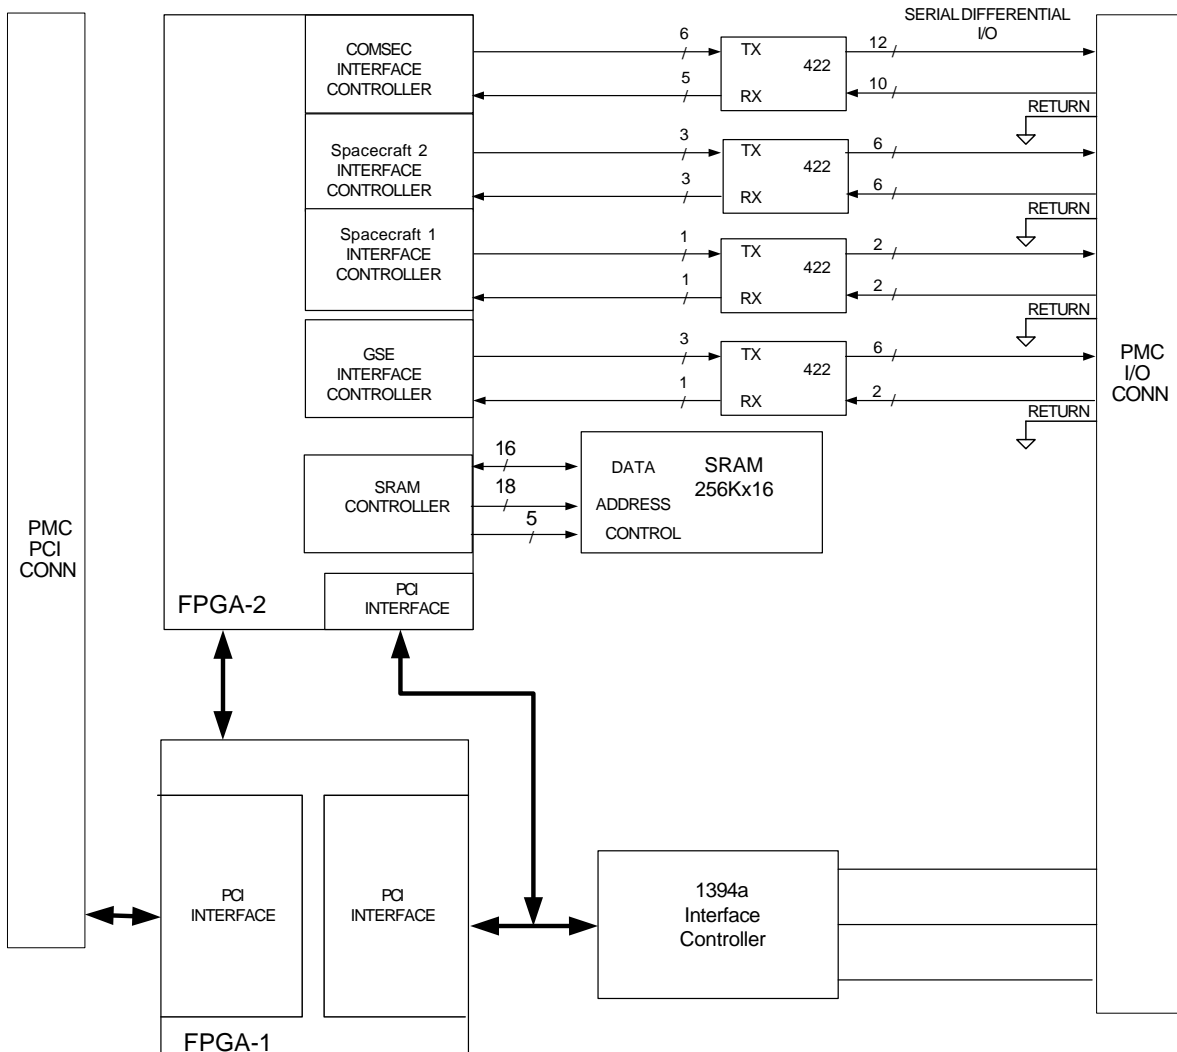 SERIAL DIFFERENTIAL
I/O
COMSEC
INTERFACE
CONTROLLER
6
TX
422
12
5
RX
10
RETURN
Spacecraft 2
INTERFACE
CONTROLLER
3
TX
422
6
3
RX
6
RETURN
Spacecraft 1
INTERFACE
CONTROLLER
1
TX
422
2
1
RX
2
RETURN
GSE
INTERFACE
CONTROLLER
3
TX
422
6
1
RX
2
RETURN
PMC
I/O
CONN
SRAM
CONTROLLER
16
18
5
DATA
ADDRESS
CONTROL
SRAM
256Kx16
PMC
PCI
CONN
FPGA-2
PCI
INTERFACE
PCI
INTERFACE
PCI
INTERFACE
1394a
Interface
Controller
FPGA-1